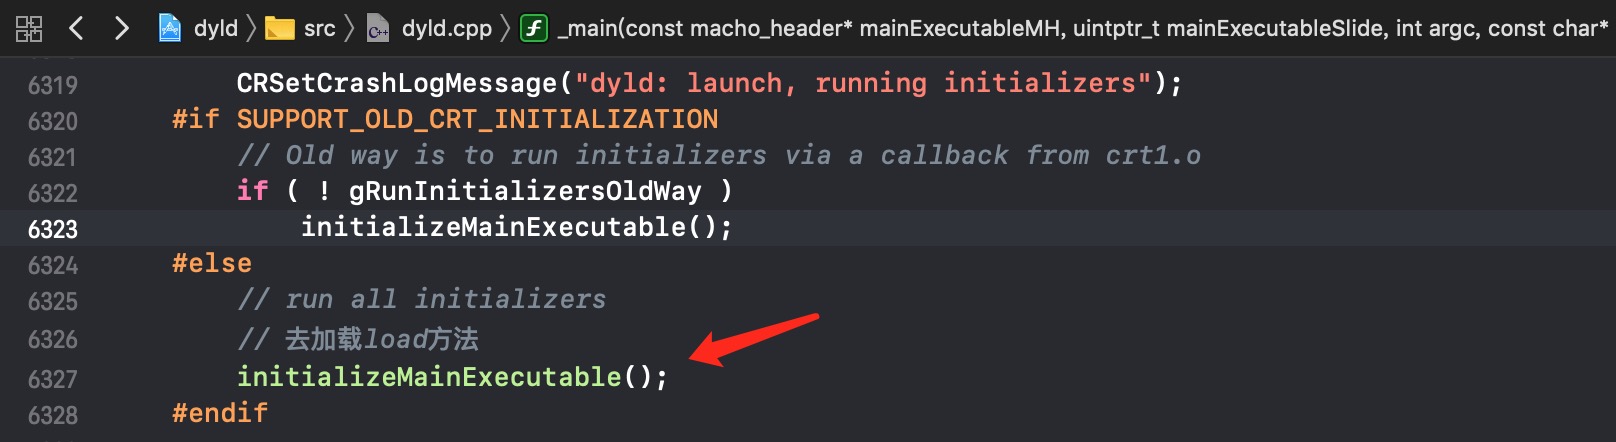 dyld src dyld.cpp f _main(const macho_header* mainExecutableMH, uintptr_t mainExecutableSlide, int argc, const char*
6319 CRSetCrashLogMessage("dyld: launch, running initializers");
6320 #if SUPPORT_OLD_CRT_INITIALIZATION
6321 // Old way is to run initializers via a callback from crt1.o
6322 if ( ! gRunInitializersOldWay )
6323 initializeMainExecutable();
6324 #else
6325 // run all initializers
6326 // 去加载load方法
6327 initializeMainExecutable();
6328 #endif